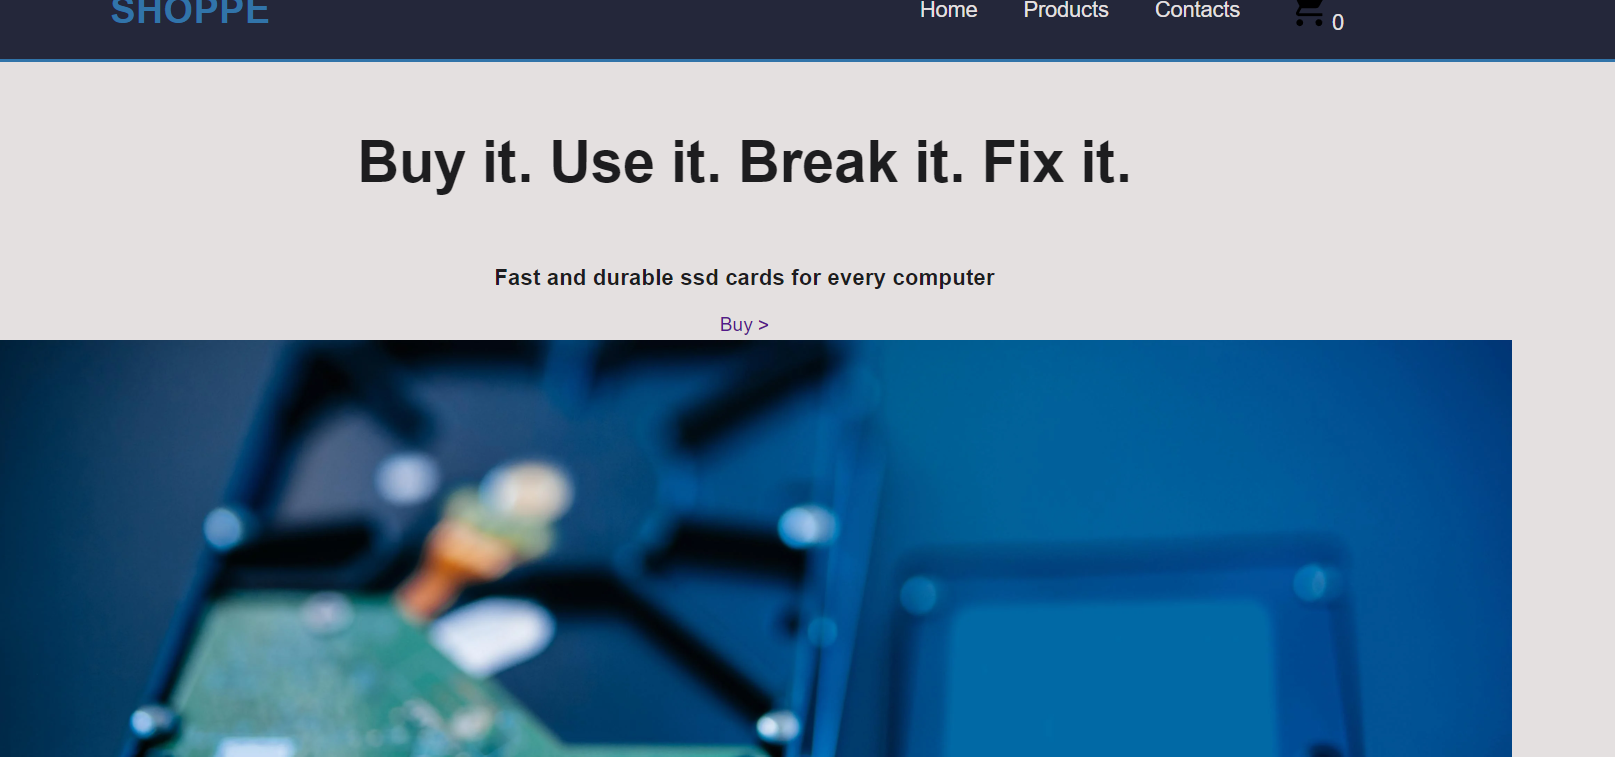 SHOPPE
Home Products Contacts 0
Buy it. Use it. Break it. Fix it.
Fast and durable ssd cards for every computer
Buy >